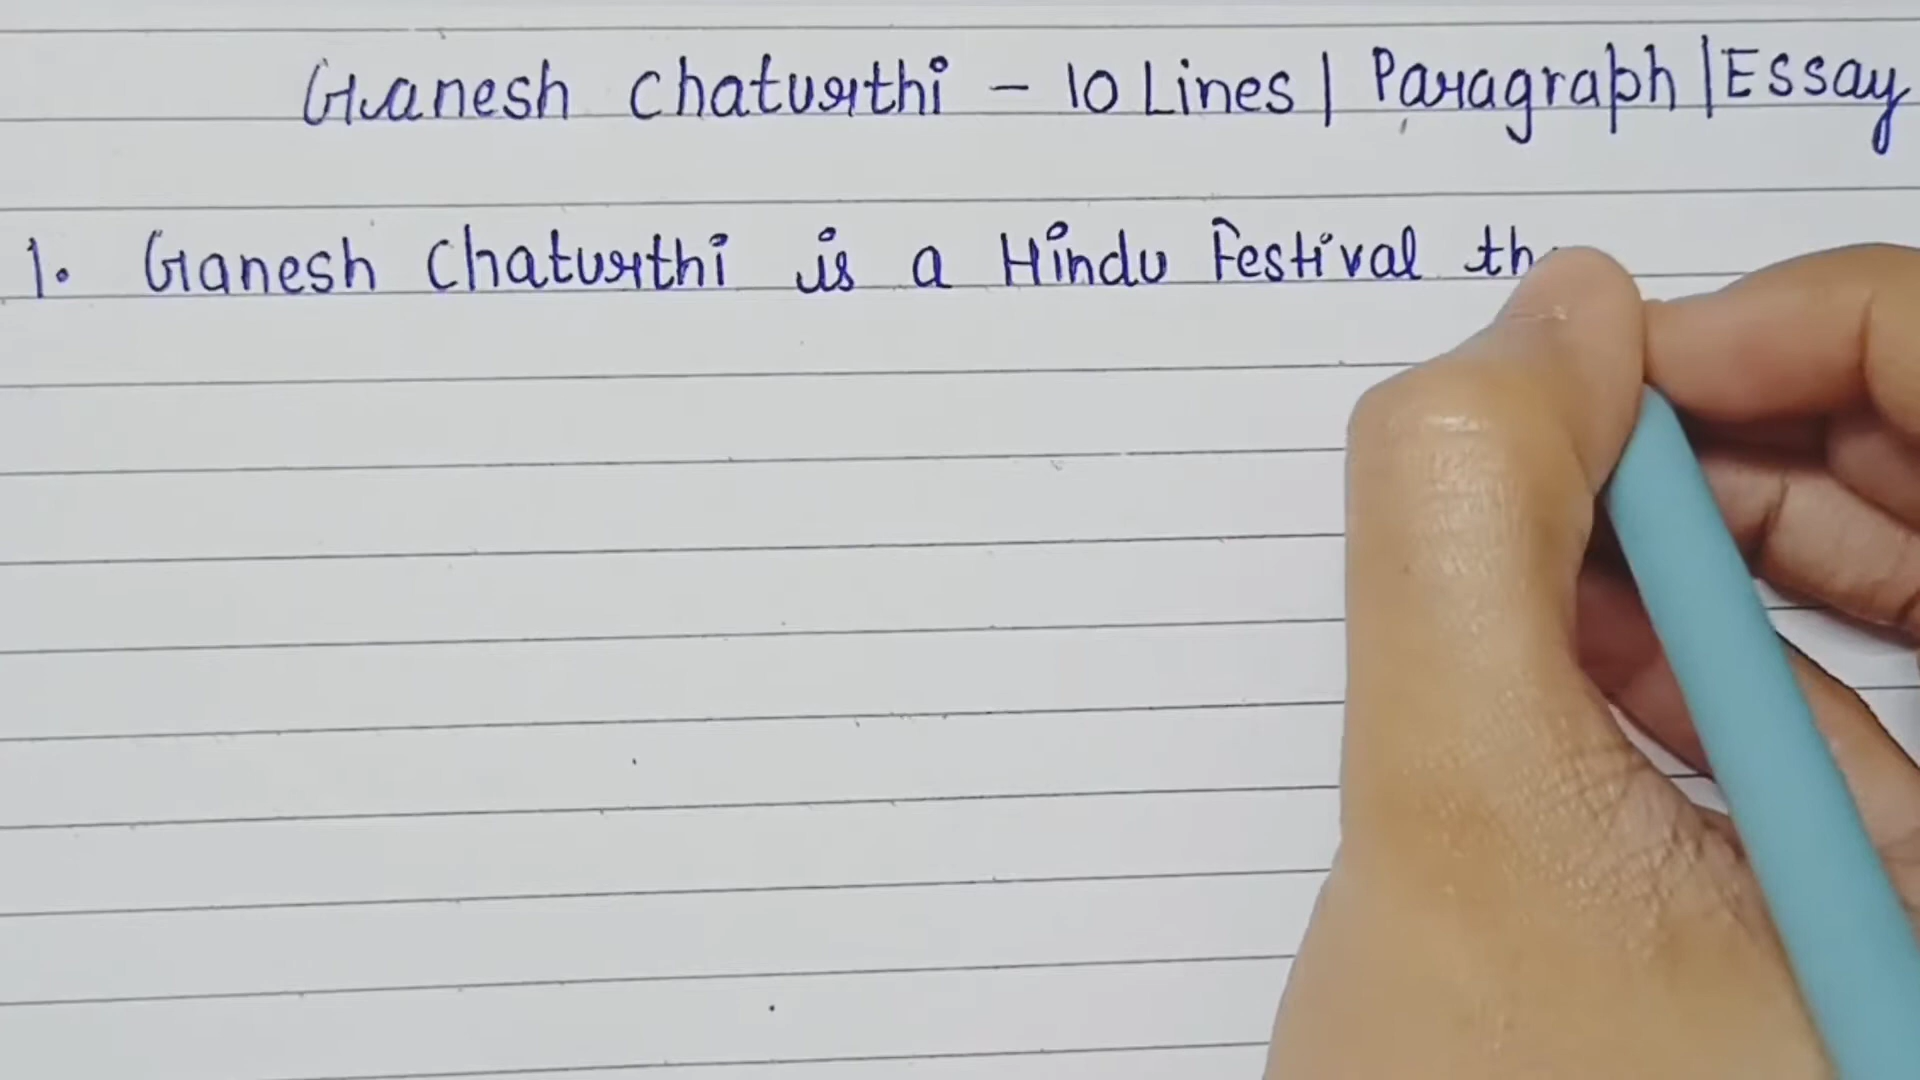 Ganesh Chaturthi - 10 Lines | Paragraph | Essay
1. Ganesh Chaturthi is a Hindu Festival